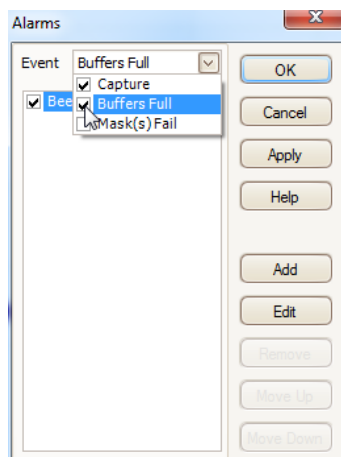 Alarms
Event
Buffers Full
Capture
Buffers Full
Mask(s) Fail
OK
Cancel
Apply
Help
Add
Edit
Remove
Move Up
Move Down